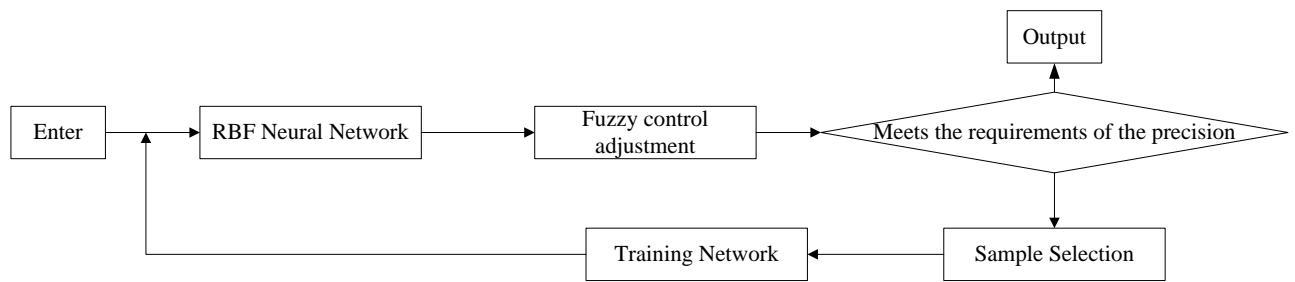 Output
Enter
RBF Neural Network
Fuzzy control
adjustment
Meets the requirements of the precision
Training Network
Sample Selection